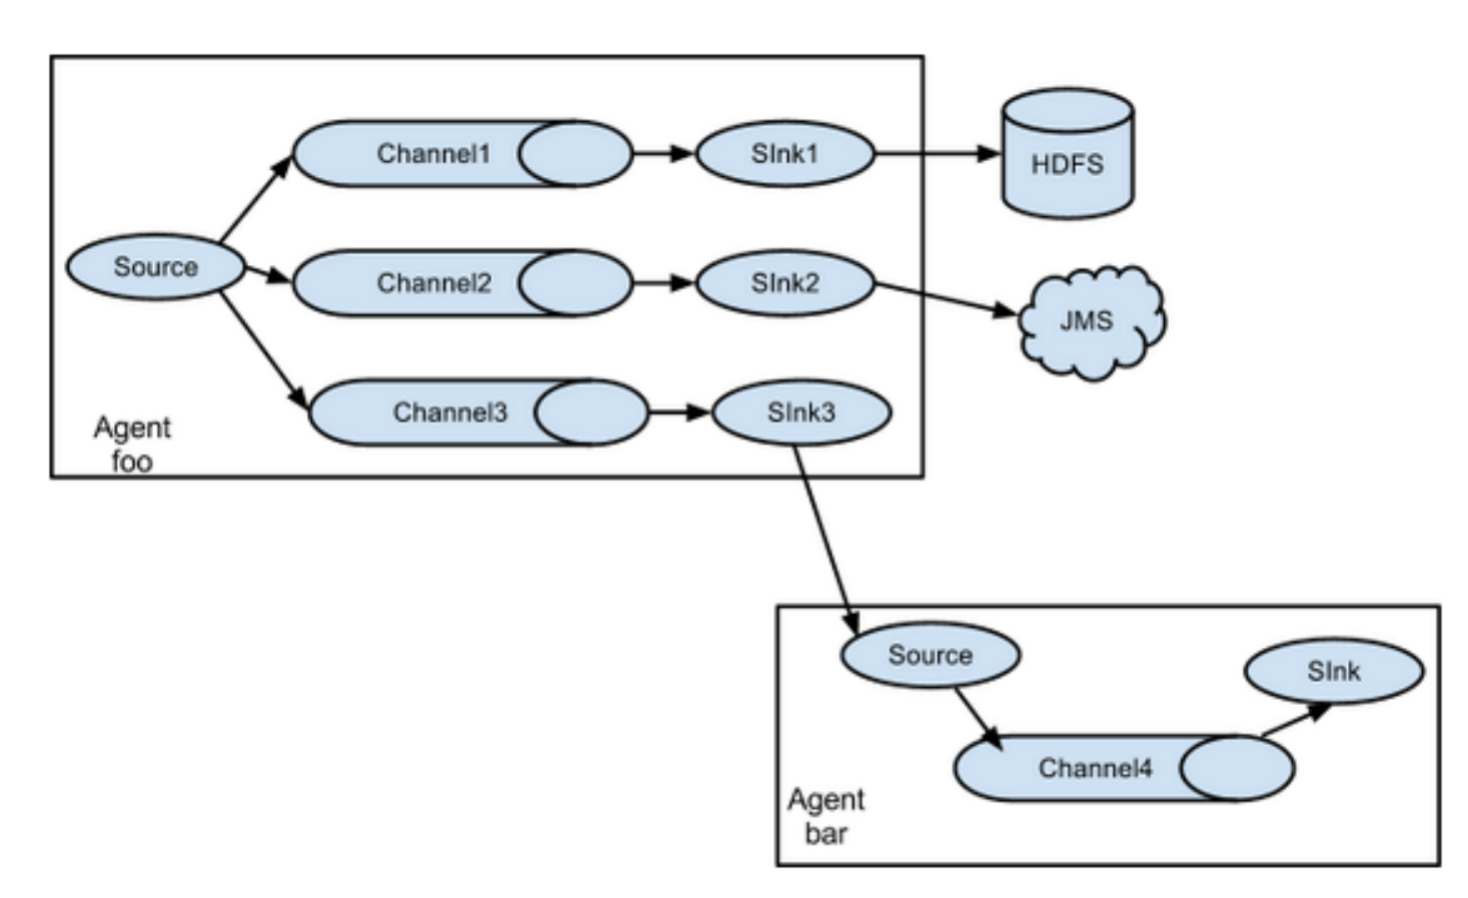 Channel1
SInk1
HDFS
Source
Channel2
SInk2
JMS
Channel3
SInk3
Agent
foo
Source
SInk
Channel4
Agent
bar